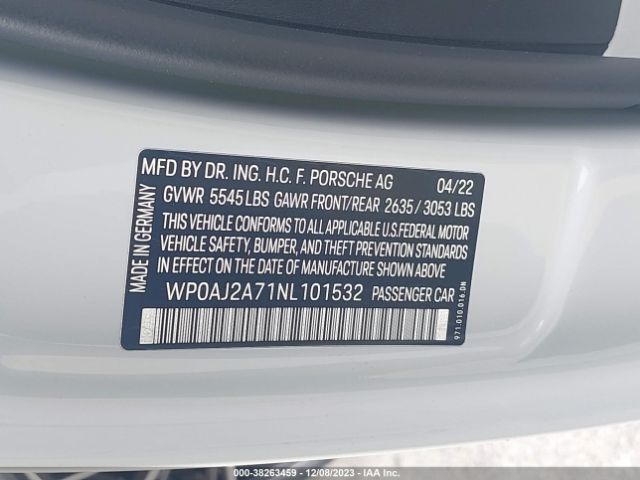 MFD BY DR. ING. H.C. F. PORSCHE AG 04/22
GVWR 5545 LBS GAWR FRONT/REAR 2635 / 3053 LBS
THIS VEHICLE CONFORMS TO ALL APPLICABLE U.S. FEDERAL MOTOR
VEHICLE SAFETY, BUMPER, AND THEFT PREVENTION STANDARDS
IN EFFECT ON THE DATE OF MANUFACTURE SHOWN ABOVE
WP0AJ2A71NL101532 PASSENGER CAR
MADE IN GERMANY
971.010.016.DN
© 0000-38263459 - 12/08/2023 - IAA Inc.